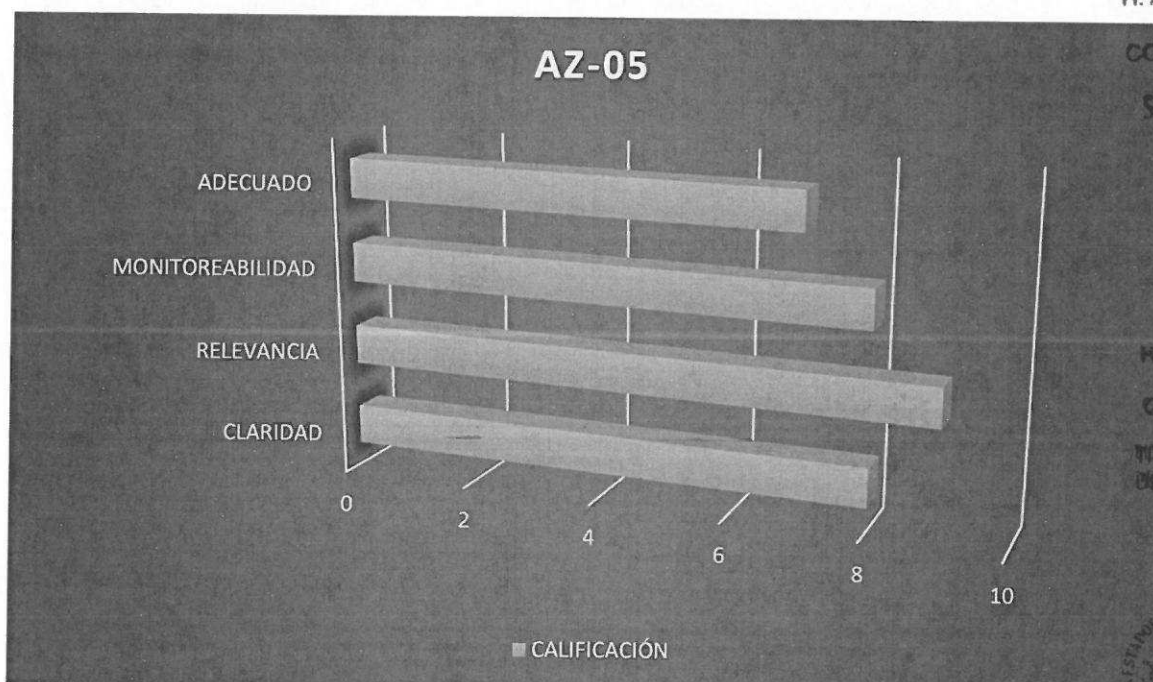 AZ-05
ADECUADO
MONITOREABILIDAD
RELEVANCIA
CLARIDAD
0
2
4
6
8
10
CALIFICACIÓN